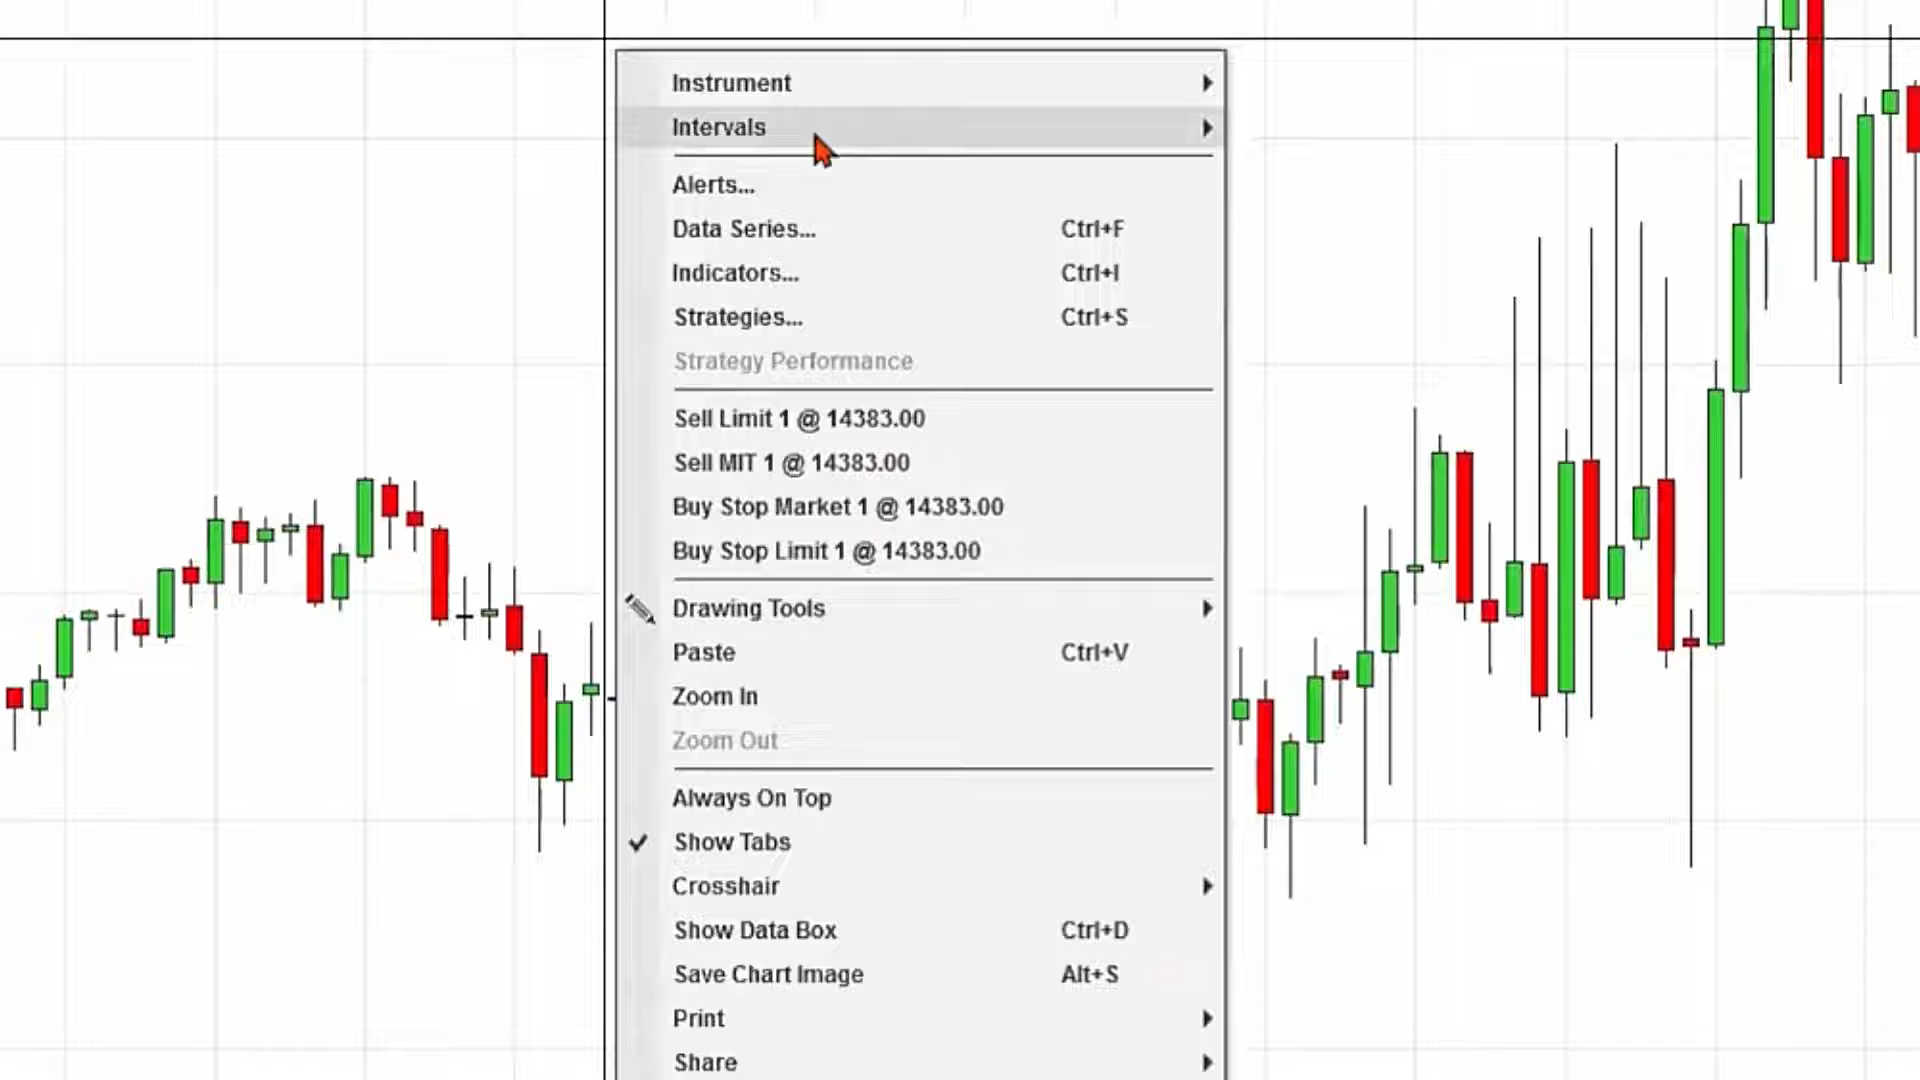 Instrument
Intervals
Alerts...
Data Series... Ctrl+F
Indicators... Ctrl+I
Strategies... Ctrl+S
Strategy Performance
Sell Limit 1 @ 14383.00
Sell MIT 1 @ 14383.00
Buy Stop Market 1 @ 14383.00
Buy Stop Limit 1 @ 14383.00
Drawing Tools
Paste Ctrl+V
Zoom In
Zoom Out
Always On Top
Show Tabs
Crosshair
Show Data Box Ctrl+D
Save Chart Image Alt+S
Print
Share